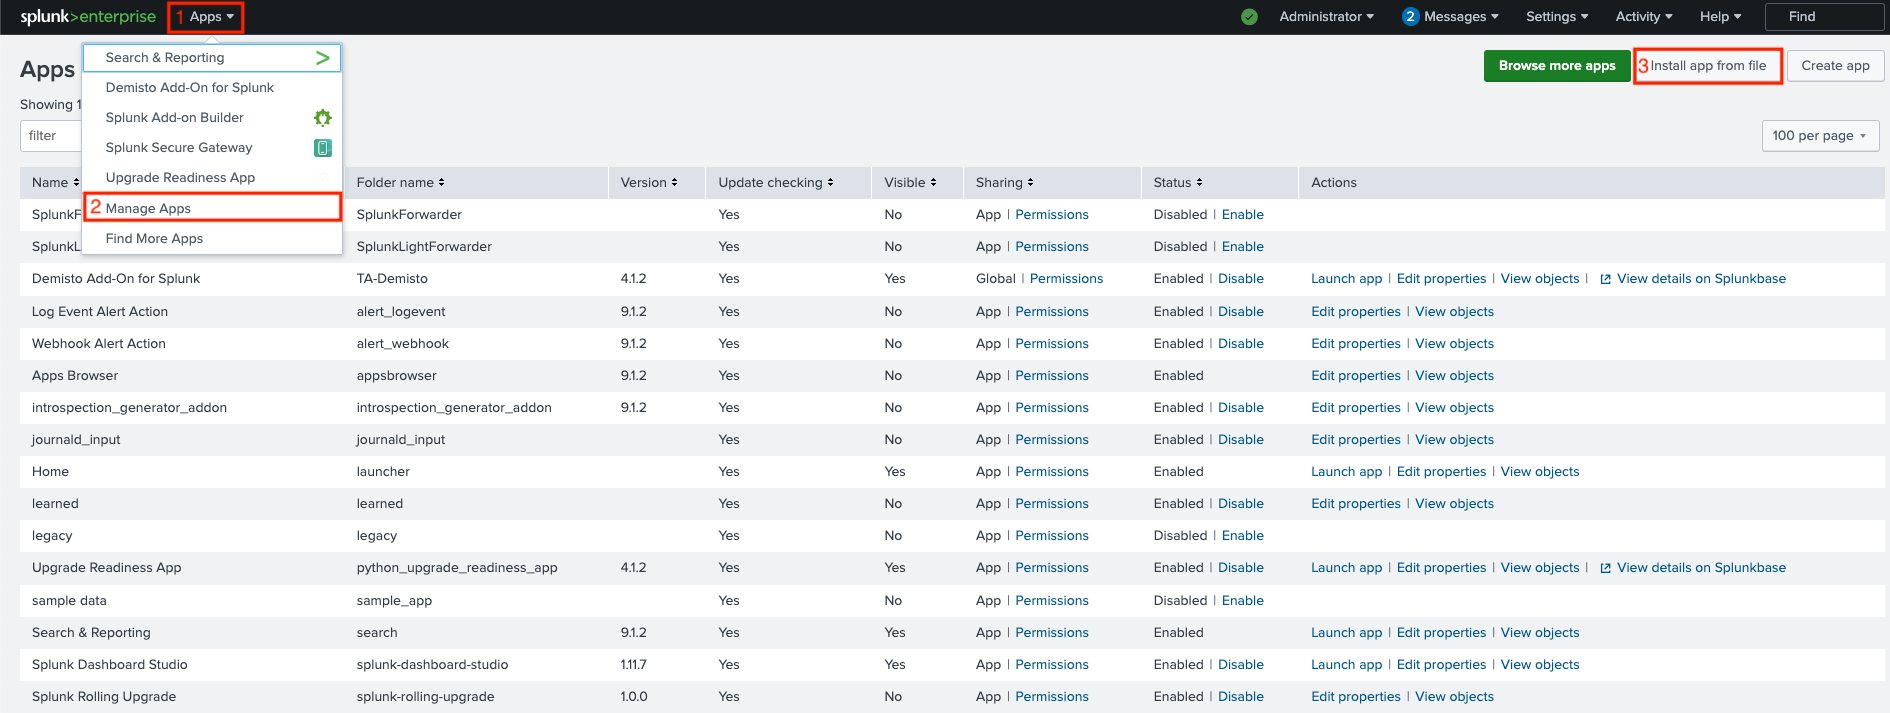 splunk>enterprise 1 Apps Administrator 2 Messages Settings Activity Help Find
Search & Reporting
Demisto Add-On for Splunk
Splunk Add-on Builder
Splunk Secure Gateway
Upgrade Readiness App
2 Manage Apps
Find More Apps
Apps Browse more apps 3 Install app from file Create app
Showing 1
filter 100 per page
Name Folder name Version Update checking Visible Sharing Status Actions
SplunkF SplunkForwarder Yes No App | Permissions Disabled | Enable
SplunkL SplunkLightForwarder Yes No App | Permissions Disabled | Enable
Demisto Add-On for Splunk TA-Demisto 4.1.2 Yes Yes Global | Permissions Enabled | Disable Launch app | Edit properties | View objects | View details on Splunkbase
Log Event Alert Action alert_logevent 9.1.2 Yes No App | Permissions Enabled | Disable Edit properties | View objects
Webhook Alert Action alert_webhook 9.1.2 Yes No App | Permissions Enabled | Disable Edit properties | View objects
Apps Browser appsbrowser 9.1.2 Yes No App | Permissions Enabled Edit properties | View objects
introspection_generator_addon introspection_generator_addon 9.1.2 Yes No App | Permissions Enabled | Disable Edit properties | View objects
journald_input journald_input Yes No App | Permissions Enabled | Disable Edit properties | View objects
Home launcher Yes Yes App | Permissions Enabled Launch app | Edit properties | View objects
learned learned Yes No App | Permissions Enabled | Disable Edit properties | View objects
legacy legacy Yes No App | Permissions Disabled | Enable
Upgrade Readiness App python_upgrade_readiness_app 4.1.2 Yes Yes App | Permissions Enabled | Disable Launch app | Edit properties | View objects | View details on Splunkbase
sample data sample_app Yes No App | Permissions Disabled | Enable
Search & Reporting search 9.1.2 Yes Yes App | Permissions Enabled Launch app | Edit properties | View objects
Splunk Dashboard Studio splunk-dashboard-studio 1.11.7 Yes Yes App | Permissions Enabled | Disable Launch app | Edit properties | View objects
Splunk Rolling Upgrade splunk-rolling-upgrade 1.0.0 Yes No App | Permissions Enabled | Disable Edit properties | View objects